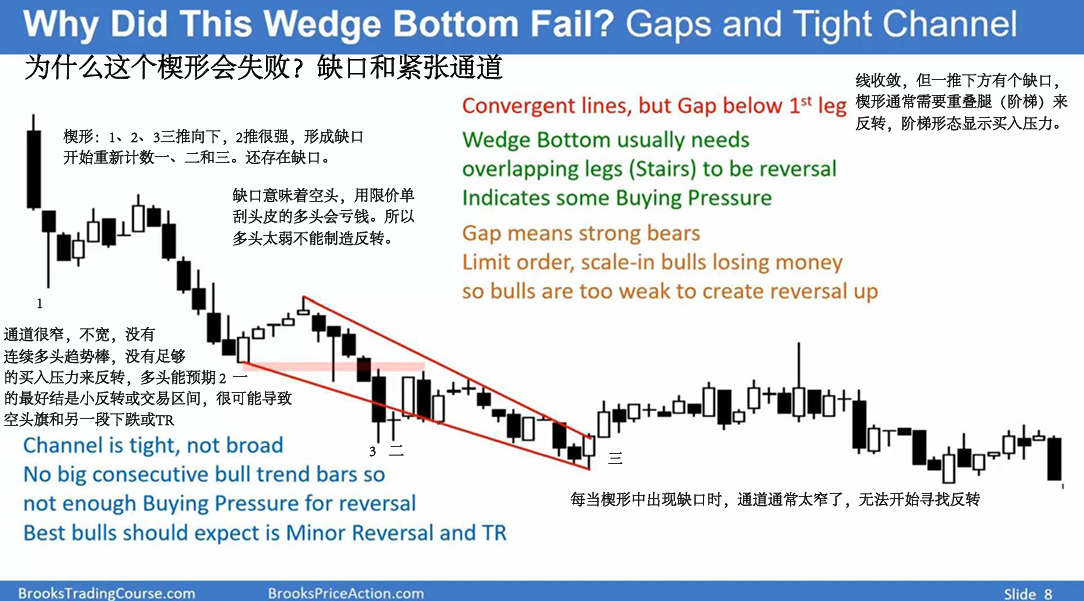 Why Did This Wedge Bottom Fail? Gaps and Tight Channel
为什么这个楔形会失败？缺口和紧张通道
Convergent lines, but Gap below 1st leg
Wedge Bottom usually needs
overlapping legs (Stairs) to be reversal
Indicates some Buying Pressure
Gap means strong bears
Limit order, scale-in bulls losing money
so bulls are too weak to create reversal up
线收敛，但一推下方有个缺口，
楔形通常需要重叠腿（阶梯）来
反转，阶梯形态显示买入压力。
楔形：1、2、3三推向下，2推很强，形成缺口
开始重新计数一、二和三。还存在缺口。
缺口意味着空头，用限价单
刮头皮的多头会亏钱。所以
多头太弱不能制造反转。
1
通道很窄，不宽，没有
连续多头趋势棒，没有足够
的买入压力来反转，多头能预期
的最好结是小反转或交易区间，很可能导致
空头旗和另一段下跌或TR
2 一
3 二
三
Channel is tight, not broad
No big consecutive bull trend bars so
not enough Buying Pressure for reversal
Best bulls should expect is Minor Reversal and TR
每当楔形中出现缺口时，通道通常太窄了，无法开始寻找反转
BrooksTradingCourse.com
BrooksPriceAction.com
Slide 8